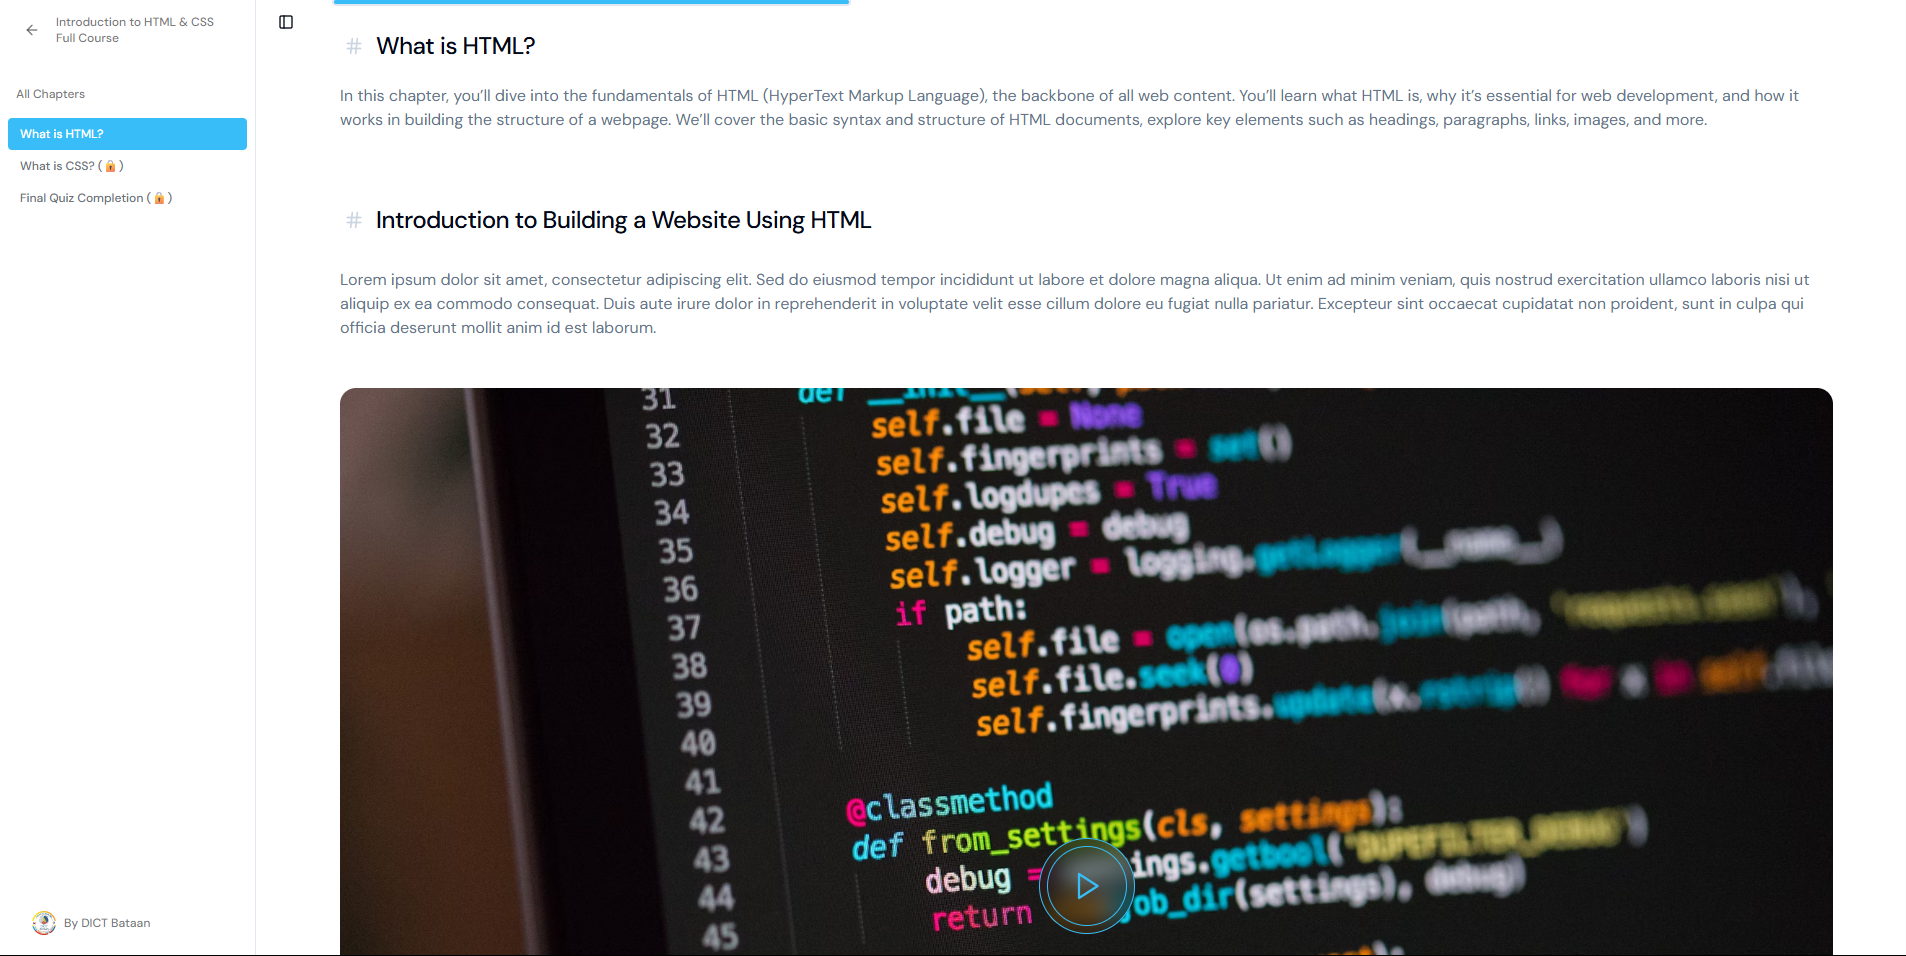 Introduction to HTML & CSS
Full Course
All Chapters
What is HTML?
What is CSS? ( 🔒 )
Final Quiz Completion ( 🔒 )
By DICT Bataan
# What is HTML?
In this chapter, you’ll dive into the fundamentals of HTML (HyperText Markup Language), the backbone of all web content. You’ll learn what HTML is, why it’s essential for web development, and how it
works in building the structure of a webpage. We’ll cover the basic syntax and structure of HTML documents, explore key elements such as headings, paragraphs, links, images, and more.
# Introduction to Building a Website Using HTML
Lorem ipsum dolor sit amet, consectetur adipiscing elit. Sed do eiusmod tempor incididunt ut labore et dolore magna aliqua. Ut enim ad minim veniam, quis nostrud exercitation ullamco laboris nisi ut
aliquip ex ea commodo consequat. Duis aute irure dolor in reprehenderit in voluptate velit esse cillum dolore eu fugiat nulla pariatur. Excepteur sint occaecat cupidatat non proident, sunt in culpa qui
officia deserunt mollit anim id est laborum.
31 def __init__(self,
32 self.file = None
33 self.fingerprints = set()
34 self.logdupes = True
35 self.debug = debug
36 self.logger = logging.getLogger(__name__)
37 if path:
38 self.file = open(os.path.join(path, 'requests.seen'),
39 self.file.seek(0)
40 self.fingerprints.update(x.rstrip() for x in self.file
41
42 @classmethod
43 def from_settings(cls, settings):
44 debug = ings.getbool('DUPEFILTER_DEBUG')
45 return job_dir(settings), debug)